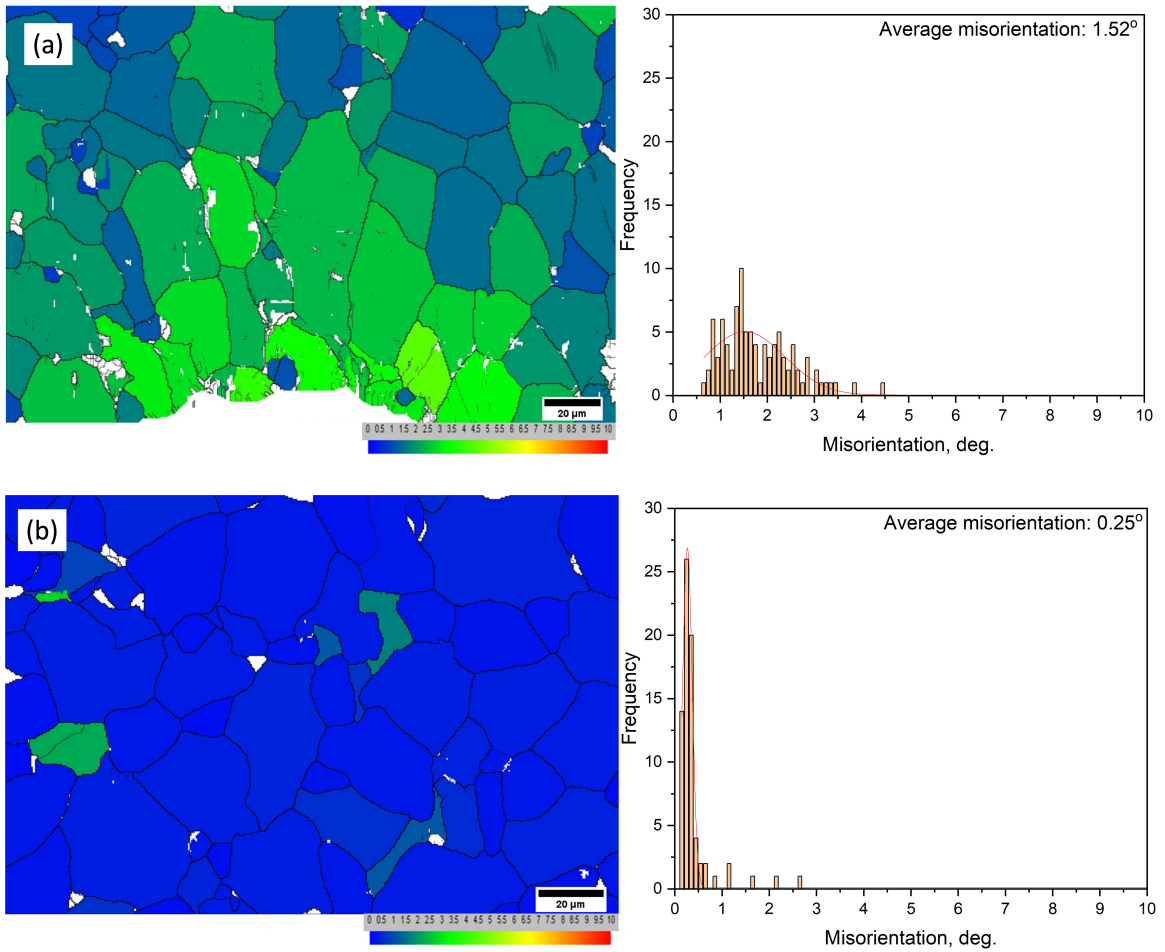 (a)
20 µm
0 0.5 1 1.5 2 2.5 3 3.5 4 4.5 5 5.5 6 6.5 7 7.5 8 8.5 9 9.5 10
Average misorientation: 1.52°
30
25
20
15
10
5
0
Frequency
0 1 2 3 4 5 6 7 8 9 10
Misorientation, deg.
(b)
20 µm
0 0.5 1 1.5 2 2.5 3 3.5 4 4.5 5 5.5 6 6.5 7 7.5 8 8.5 9 9.5 10
Average misorientation: 0.25°
30
25
20
15
10
5
0
Frequency
0 1 2 3 4 5 6 7 8 9 10
Misorientation, deg.